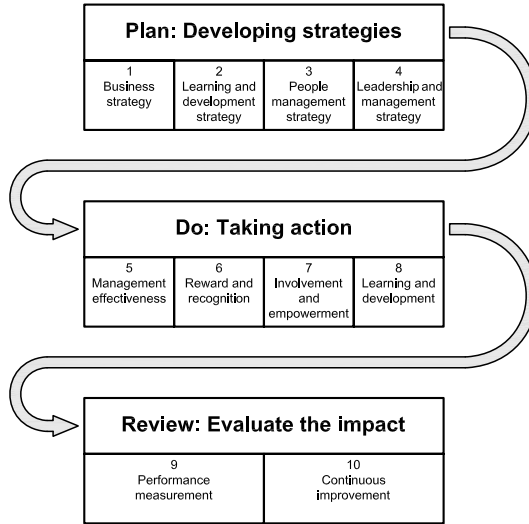 Plan: Developing strategies
1
Business
strategy
2
Learning and
development
strategy
3
People
management
strategy
4
Leadership and
management
strategy
Do: Taking action
5
Management
effectiveness
6
Reward and
recognition
7
Involvement
and
empowerment
8
Learning and
development
Review: Evaluate the impact
9
Performance
measurement
10
Continuous
improvement